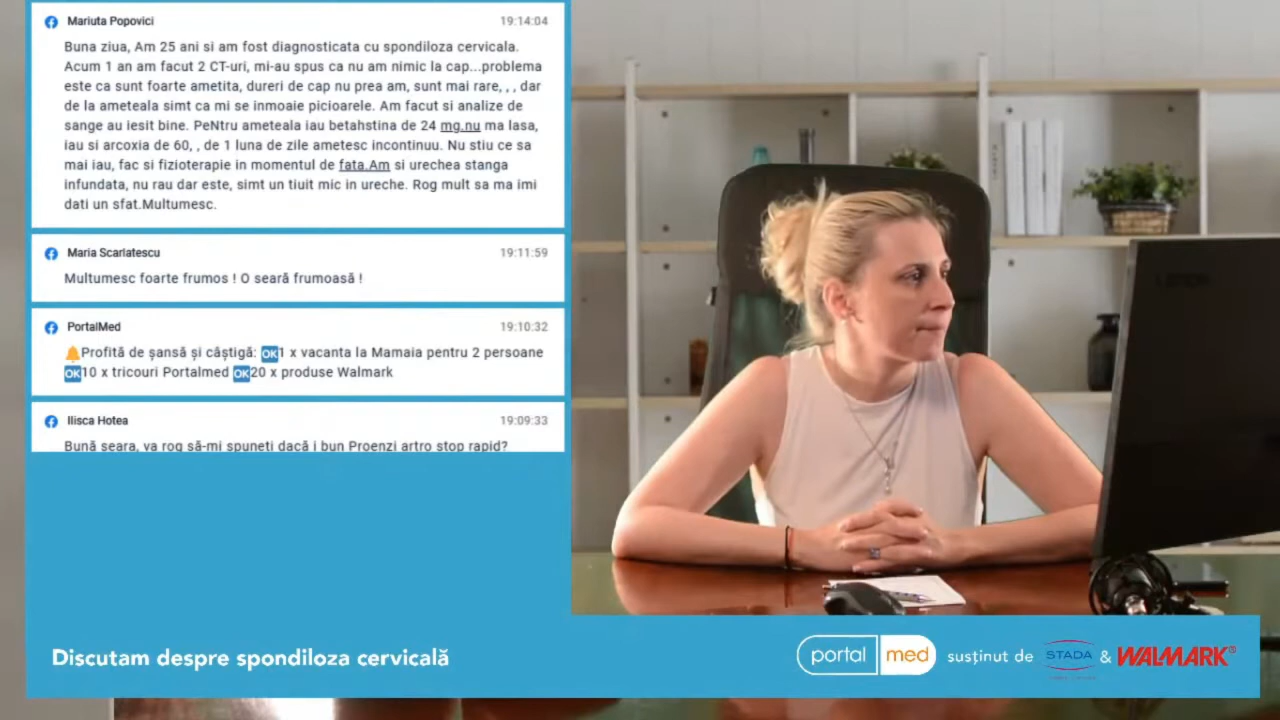 Mariuta Popovici 19:14:04
Buna ziua, Am 25 ani si am fost diagnosticata cu spondiloza cervicala.
Acum 1 an am facut 2 CT-uri, mi-au spus ca nu am nimic la cap...problema
este ca sunt foarte ametita, dureri de cap nu prea am, sunt mai rare, , , dar
de la ameteala simt ca mi se inmoaie picioarele. Am facut si analize de
sange au iesit bine. PeNtru ameteala iau betahstina de 24 mg.nu ma lasa,
iau si arcoxia de 60, , de 1 luna de zile ametesc incontinuu. Nu stiu ce sa
mai iau, fac si fizioterapie in momentul de fata.Am si urechea stanga
infundata, nu rau dar este, simt un tiuit mic in ureche. Rog mult sa ma imi
dati un sfat.Multumesc.
Maria Scarlatescu 19:11:59
Multumesc foarte frumos ! O seară frumoasă !
PortalMed 19:10:32
🔔Profită de șansă și câștigă: 🆗1 x vacanta la Mamaia pentru 2 persoane
🆗10 x tricouri Portalmed 🆗20 x produse Walmark
Ilisca Hotea 19:09:33
Bună seara, va rog să-mi spuneti dacă i bun Proenzi artro stop rapid?
Discutam despre spondiloza cervicală
portal med susținut de STADA & WALMARK®